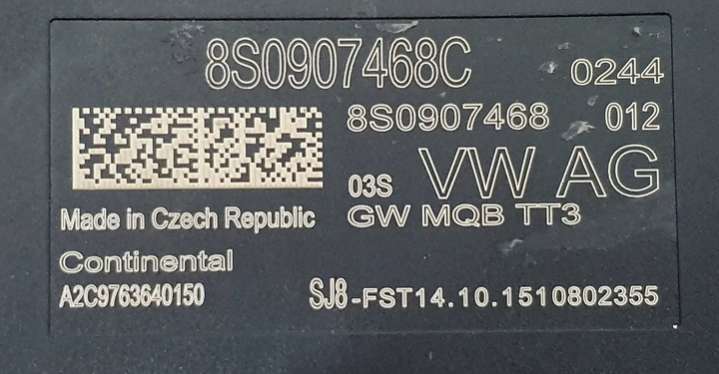 8S0907468C 0244
8S0907468 012
03S VW AG
Made in Czech Republic GW MQB TT3
Continental
A2C9763640150 SJ8-FST14.10.1510802355